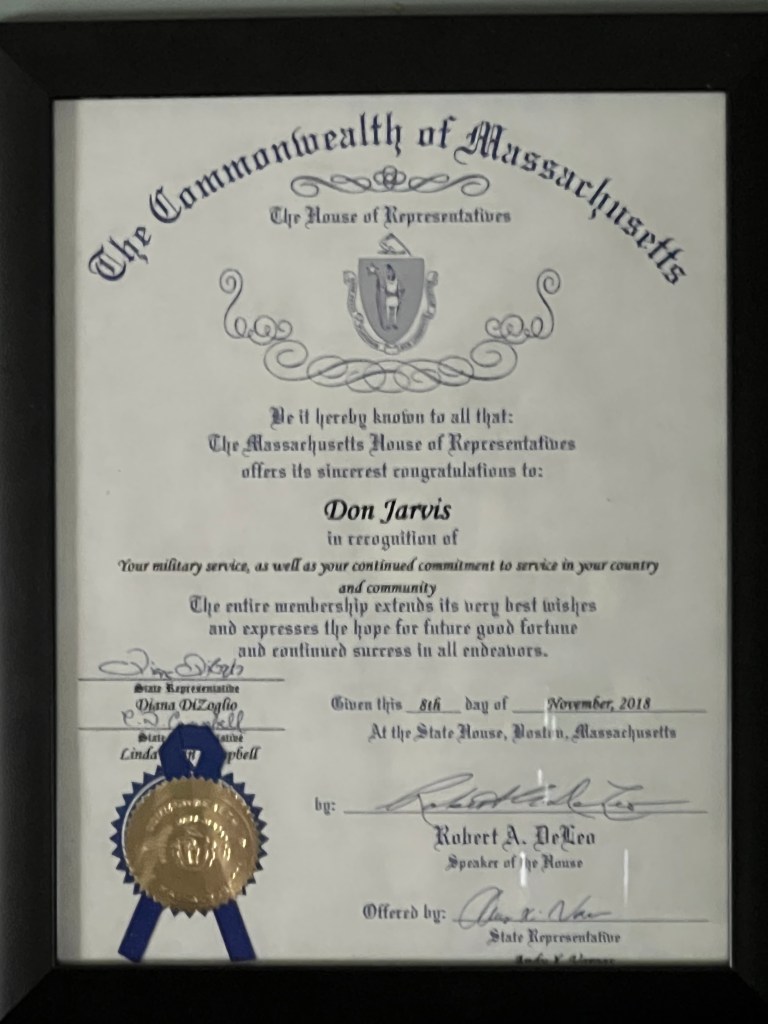 The Commonwealth of Massachusetts
The House of Representatives
Be it hereby known to all that:
The Massachusetts House of Representatives
offers its sincerest congratulations to:
Don Jarvis
in recognition of
Your military service, as well as your continued commitment to service in your country
and community
The entire membership extends its very best wishes
and expresses the hope for future good fortune
and continued success in all endeavors.
State Representative
Diana DiZoglio
State
Linda
Given this 8th day of November, 2018
At the State House, Boston, Massachusetts
by:
Robert A. DeLeo
Speaker of the House
Offered by:
State Representative